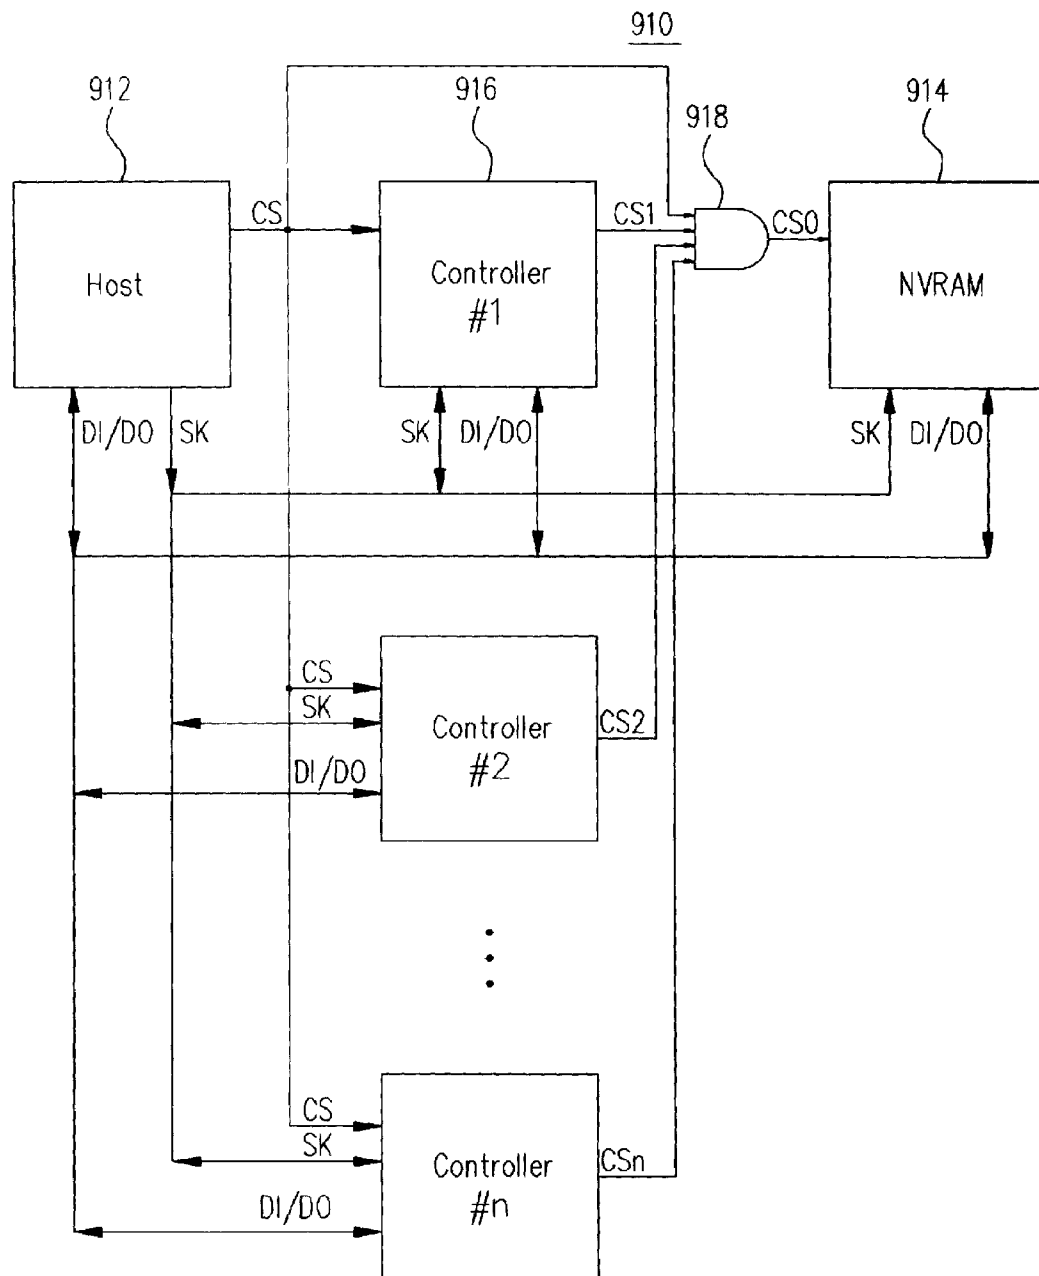 910
912
916
918
914
CS
CS1
CS0
Host
Controller
#1
NVRAM
DI/DO
SK
SK
DI/DO
SK
DI/DO
CS
SK
DI/DO
Controller
#2
CS2
CS
SK
DI/DO
Controller
#n
CSn